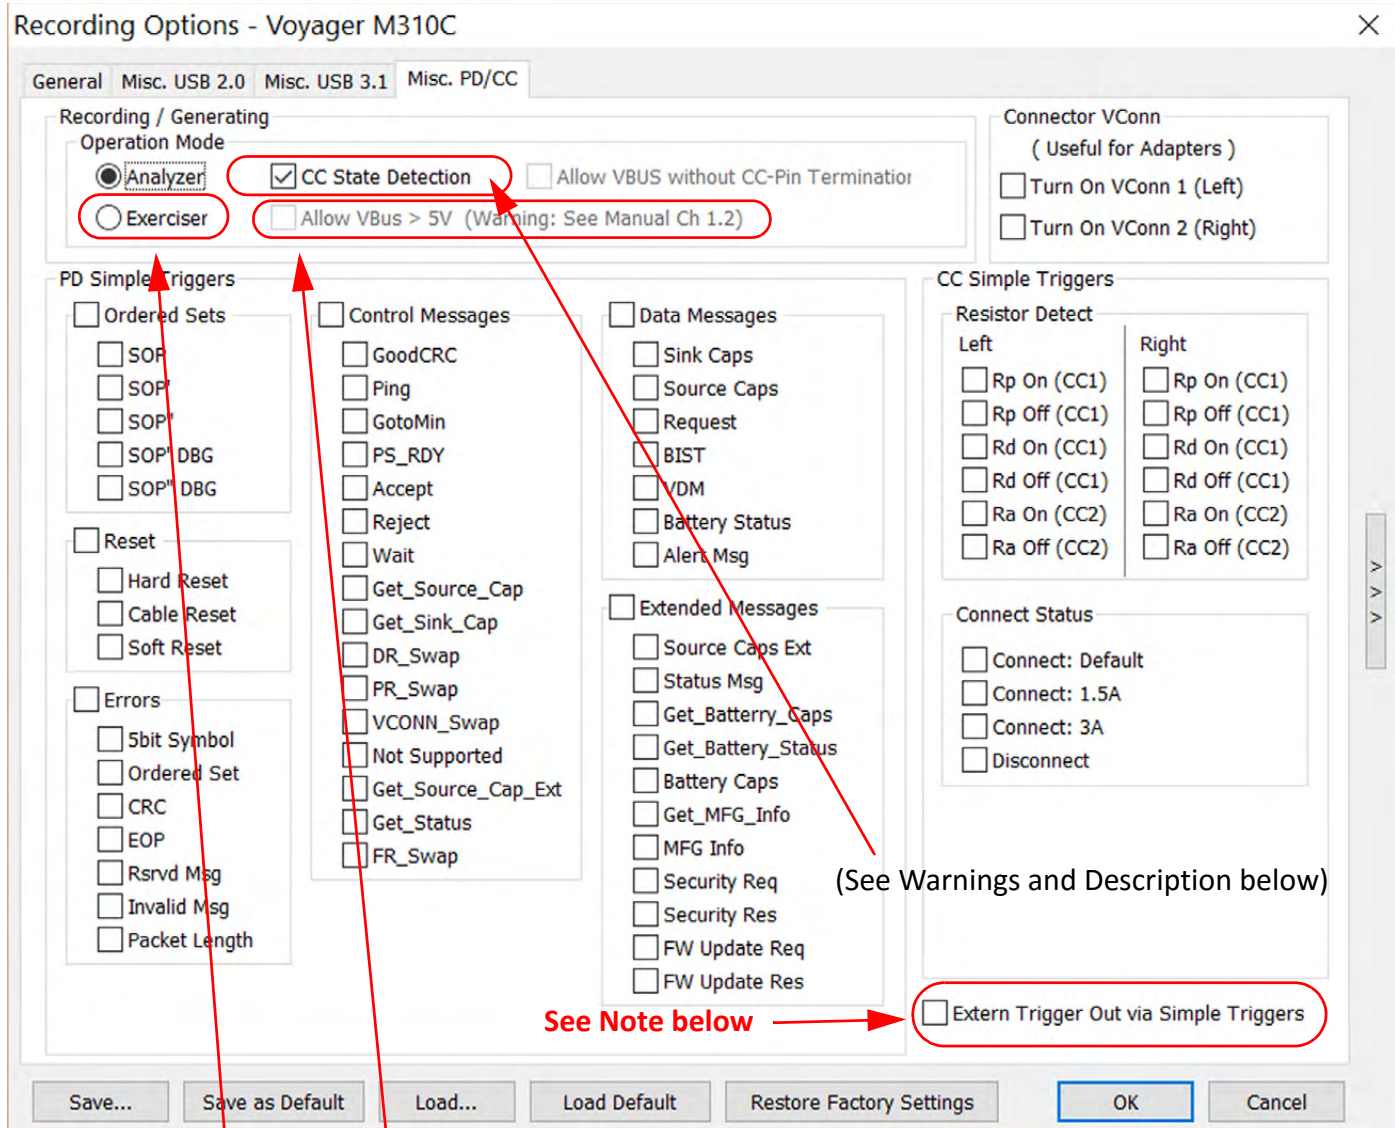 Recording Options - Voyager M310C
General Misc. USB 2.0 Misc. USB 3.1 Misc. PD/CC
Recording / Generating
Operation Mode
Analyzer CC State Detection Allow VBUS without CC-Pin Termination
Exerciser Allow VBus > 5V (Warning: See Manual Ch 1.2)
Connector VConn
( Useful for Adapters )
Turn On VConn 1 (Left)
Turn On VConn 2 (Right)
PD Simple Triggers
Ordered Sets
SOP
SOP'
SOP"
SOP' DBG
SOP" DBG
Reset
Hard Reset
Cable Reset
Soft Reset
Errors
5bit Symbol
Ordered Set
CRC
EOP
Rsrvd Msg
Invalid Msg
Packet Length
Control Messages
GoodCRC
Ping
GotoMin
PS_RDY
Accept
Reject
Wait
Get_Source_Cap
Get_Sink_Cap
DR_Swap
PR_Swap
VCONN_Swap
Not Supported
Get_Source_Cap_Ext
Get_Status
FR_Swap
Data Messages
Sink Caps
Source Caps
Request
BIST
VDM
Battery Status
Alert Msg
Extended Messages
Source Caps Ext
Status Msg
Get_Batterry_Caps
Get_Battery_Status
Battery Caps
Get_MFG_Info
MFG Info
Security Req
Security Res
FW Update Req
FW Update Res
CC Simple Triggers
Resistor Detect
Left Right
Rp On (CC1) Rp On (CC1)
Rp Off (CC1) Rp Off (CC1)
Rd On (CC1) Rd On (CC1)
Rd Off (CC1) Rd Off (CC1)
Ra On (CC2) Ra On (CC2)
Ra Off (CC2) Ra Off (CC2)
Connect Status
Connect: Default
Connect: 1.5A
Connect: 3A
Disconnect
>
>
>
(See Warnings and Description below)
See Note below
Extern Trigger Out via Simple Triggers
Save... Save as Default Load... Load Default Restore Factory Settings OK Cancel